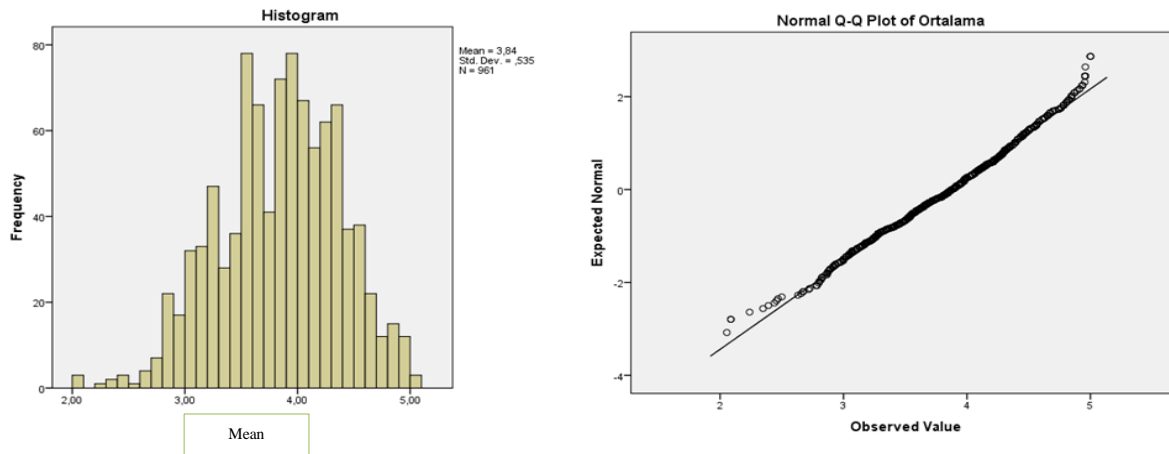 Histogram
Mean = 3,84
Std. Dev. = ,535
N = 961
Frequency
80
60
40
20
0
2,00 3,00 4,00 5,00
Mean
Normal Q-Q Plot of Ortalama
Expected Normal
2
0
-2
-4
2 3 4 5
Observed Value